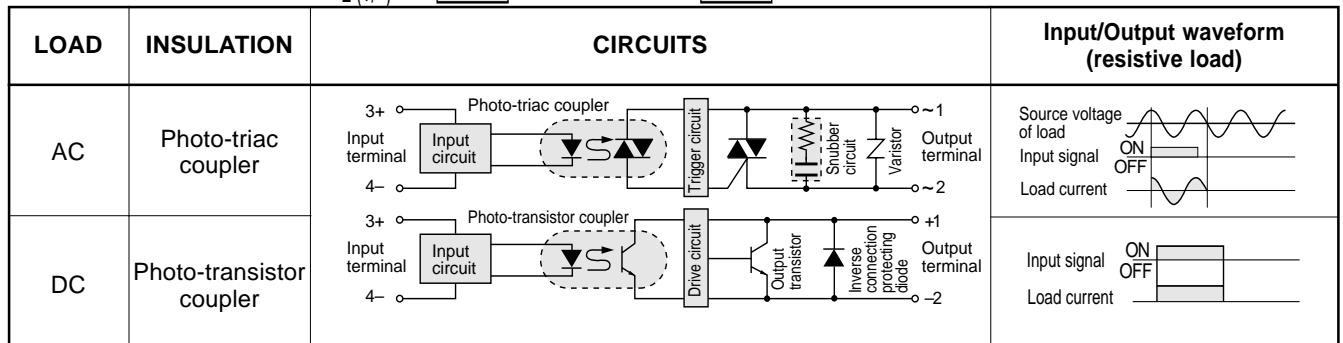 LOAD
INSULATION
CIRCUITS
Input/Output waveform
(resistive load)
AC
Photo-triac
coupler
3+
Photo-triac coupler
Input
terminal
Input
circuit
4–
Trigger circuit
Snubber
circuit
Varistor
~1
Output
terminal
~2
Source voltage
of load
Input signal
ON
OFF
Load current
DC
Photo-transistor
coupler
3+
Photo-transistor coupler
Input
terminal
Input
circuit
4–
Drive circuit
Output
transistor
Inverse
connection
protecting
diode
+1
Output
terminal
–2
Input signal
ON
OFF
Load current